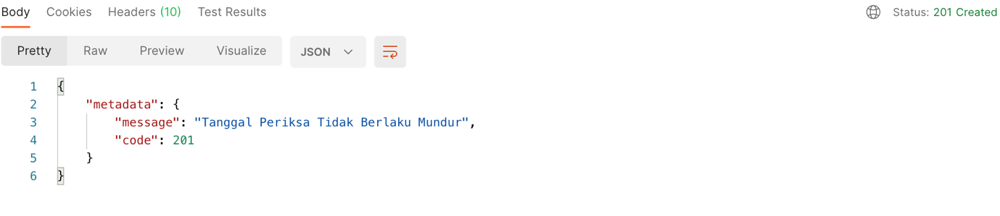 Body Cookies Headers (10) Test Results Status: 201 Created
Pretty Raw Preview Visualize JSON
1 {
2 "metadata": {
3 "message": "Tanggal Periksa Tidak Berlaku Mundur",
4 "code": 201
5 }
6 }